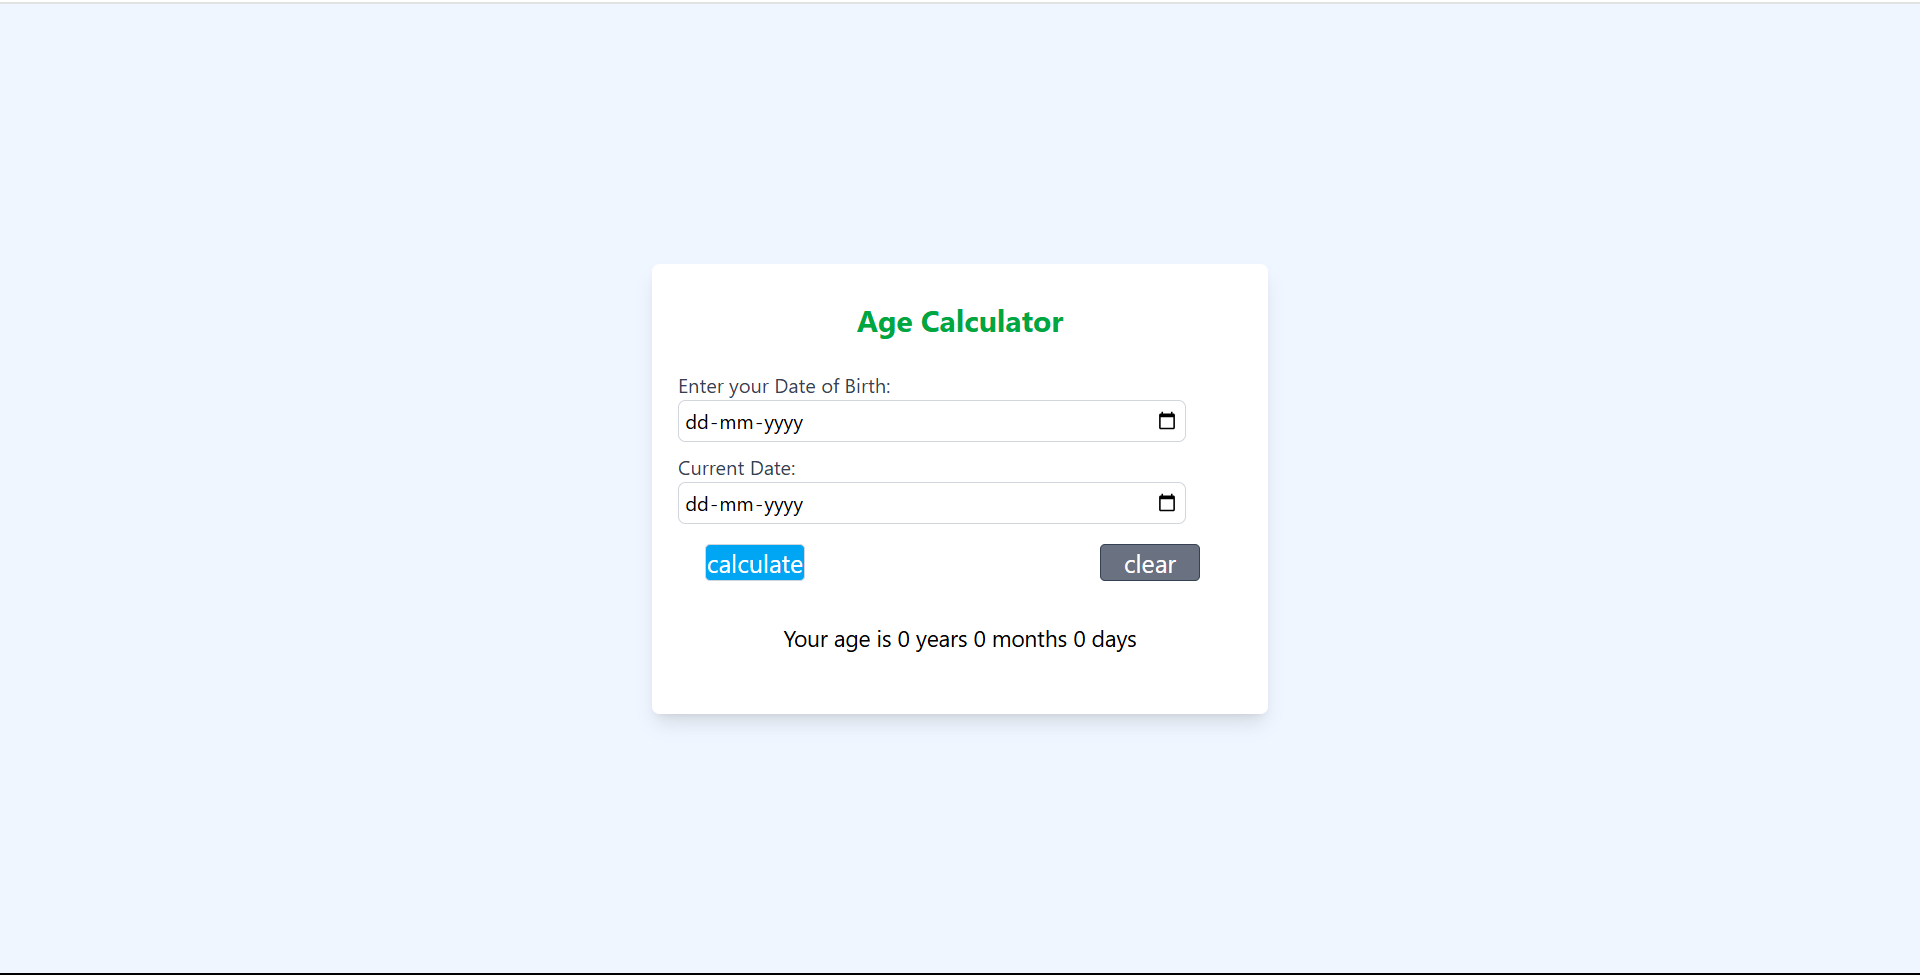 Age Calculator
Enter your Date of Birth:
dd-mm-yyyy
Current Date:
dd-mm-yyyy
calculate clear
Your age is 0 years 0 months 0 days